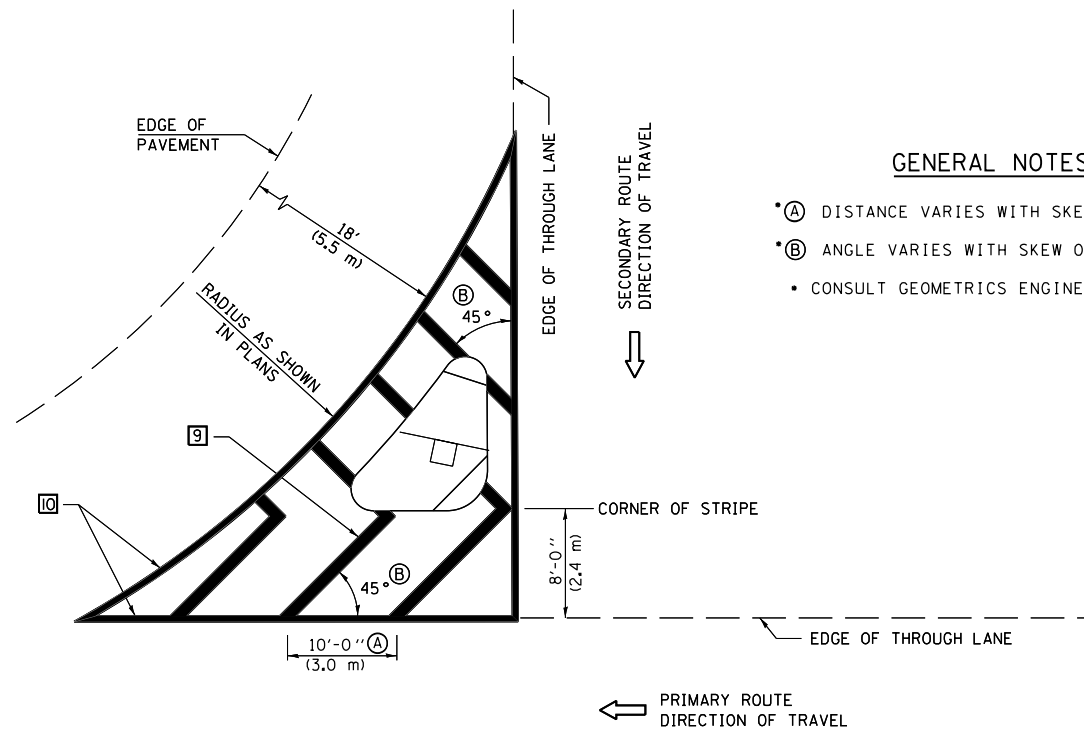 EDGE OF
PAVEMENT
18'
(5.5 m)
RADIUS AS SHOWN
IN PLANS
9
10
B
45°
EDGE OF THROUGH LANE
SECONDARY ROUTE
DIRECTION OF TRAVEL
GENERAL NOTES
*A DISTANCE VARIES WITH SKE
*B ANGLE VARIES WITH SKEW O
• CONSULT GEOMETRICS ENGINE
CORNER OF STRIPE
8'-0"
(2.4 m)
45° B
10'-0" A
(3.0 m)
EDGE OF THROUGH LANE
PRIMARY ROUTE
DIRECTION OF TRAVEL